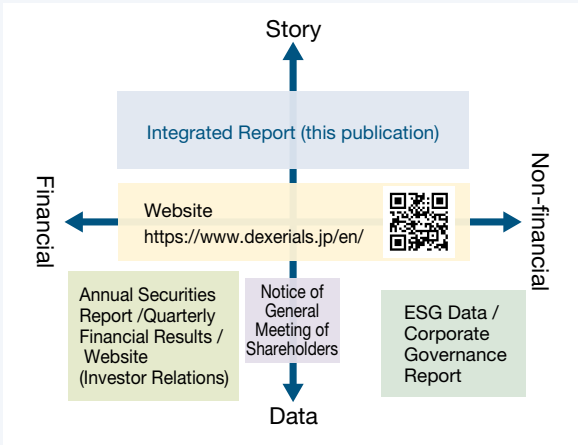 Story
Integrated Report (this publication)
Financial
Non-financial
Website
https://www.dexerials.jp/en/
Annual Securities
Report /Quarterly
Financial Results /
Website
(Investor Relations)
Notice of
General
Meeting of
Shareholders
ESG Data /
Corporate
Governance
Report
Data